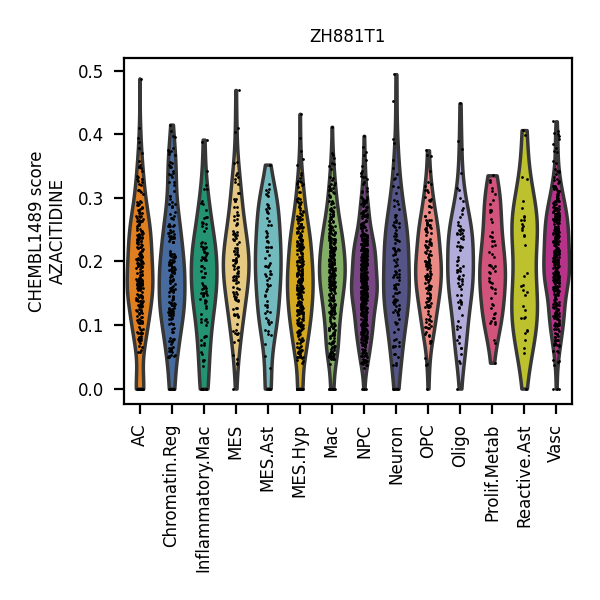 ZH881T1
CHEMBL1489 score
AZACITIDINE
0.5
0.4
0.3
0.2
0.1
0.0
AC
Chromatin.Reg
Inflammatory.Mac
MES
MES.Ast
MES.Hyp
Mac
NPC
Neuron
OPC
Oligo
Prolif.Metab
Reactive.Ast
Vasc